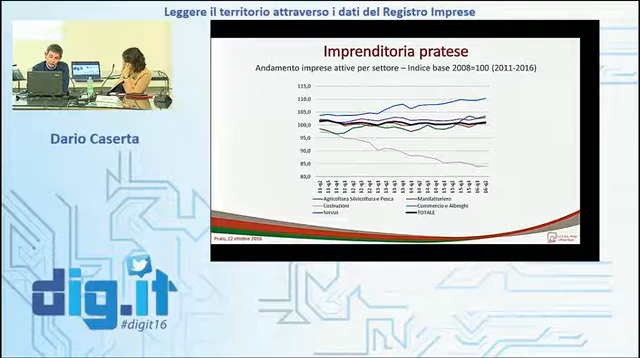 Leggere il territorio attraverso i dati del Registro Imprese
Dario Caserta
Imprenditoria pratese
Andamento imprese attive per settore – Indice base 2008=100 (2011-2016)
115,0
110,0
105,0
100,0
95,0
90,0
85,0
80,0
Agricoltura Silvicoltura e Pesca
Manifatturiero
Costruzioni
Commercio e Alberghi
Servizi
TOTALE
Prato, 22 ottobre 2016
dig.it
#digit16